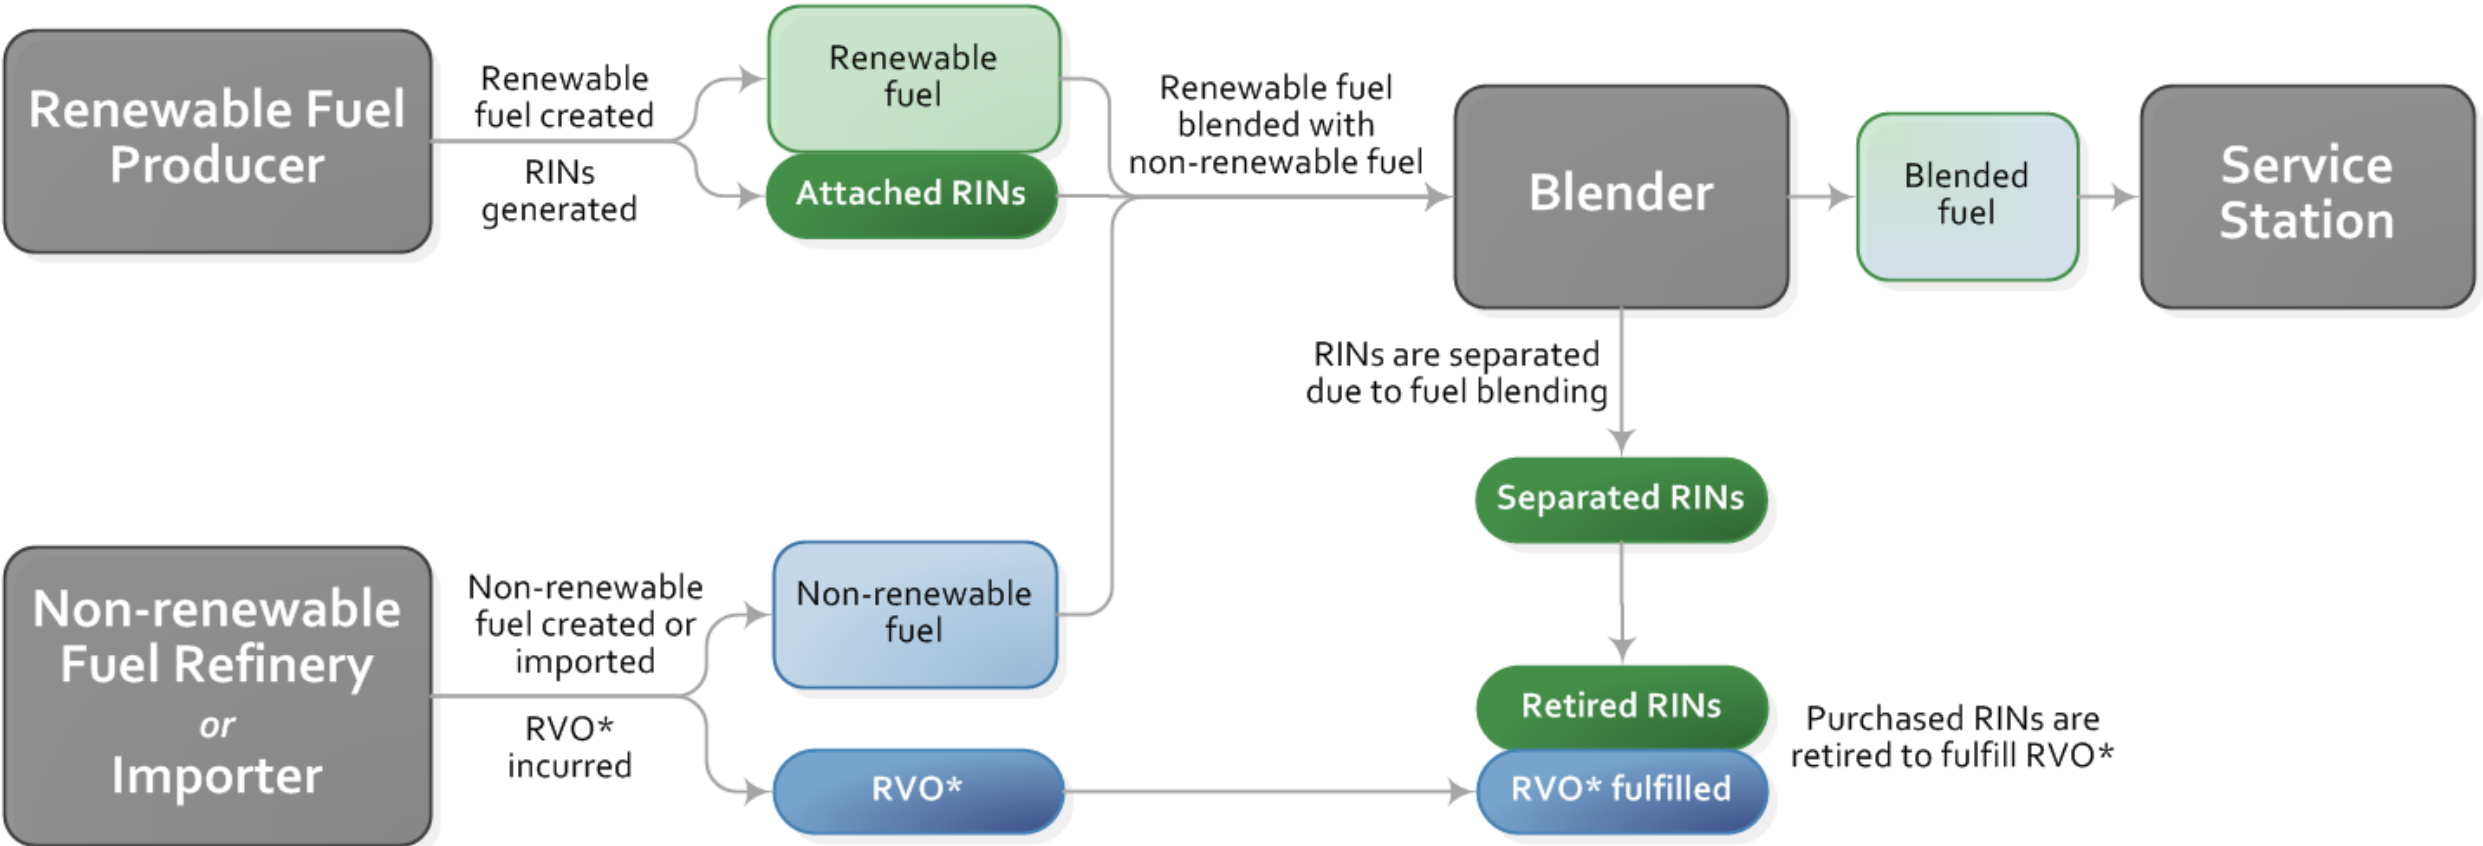 Renewable Fuel
Producer
Renewable
fuel created
RINs
generated
Renewable
fuel
Attached RINs
Renewable fuel
blended with
non-renewable fuel
Blender
Blended
fuel
Service
Station
RINs are separated
due to fuel blending
Separated RINs
Non-renewable
Fuel Refinery
or
Importer
Non-renewable
fuel created or
imported
RVO*
incurred
Non-renewable
fuel
RVO*
Retired RINs
RVO* fulfilled
Purchased RINs are
retired to fulfill RVO*